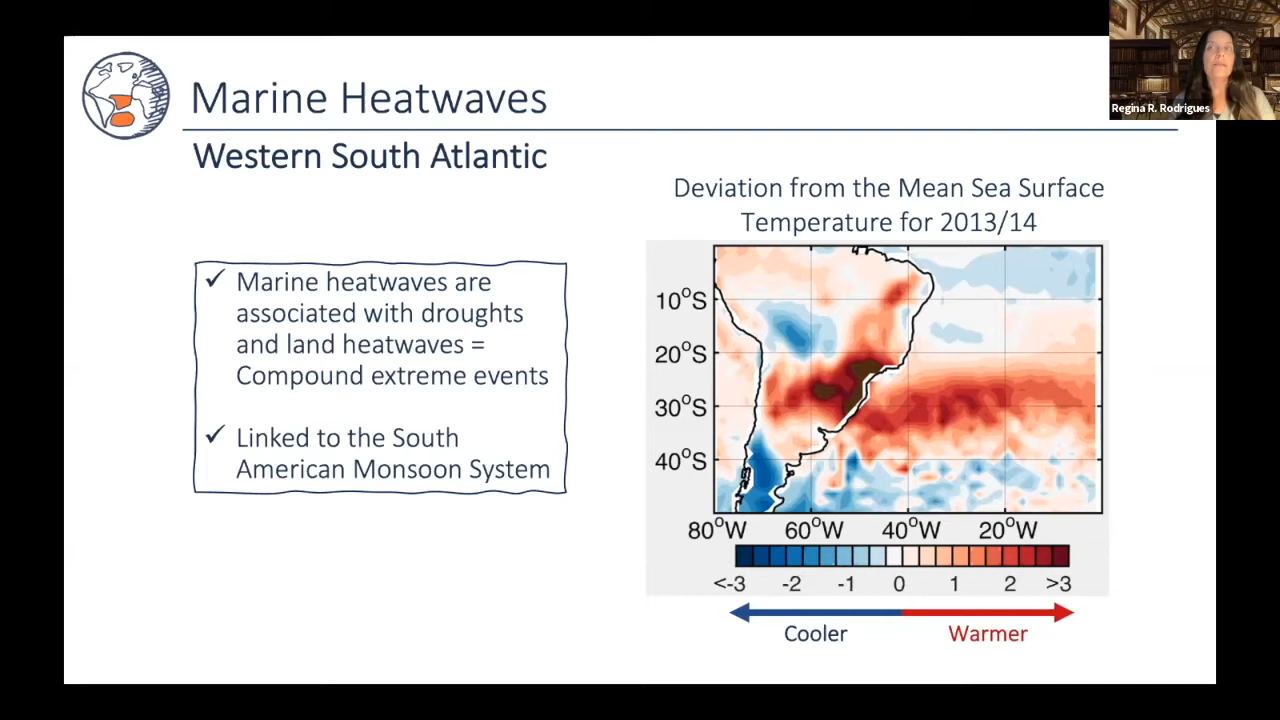 Marine Heatwaves
Regina R. Rodrigues
Western South Atlantic
Deviation from the Mean Sea Surface
Temperature for 2013/14
✓ Marine heatwaves are
associated with droughts
and land heatwaves =
Compound extreme events
✓ Linked to the South
American Monsoon System
10°S
20°S
30°S
40°S
80°W 60°W 40°W 20°W
<-3 -2 -1 0 1 2 >3
Cooler Warmer